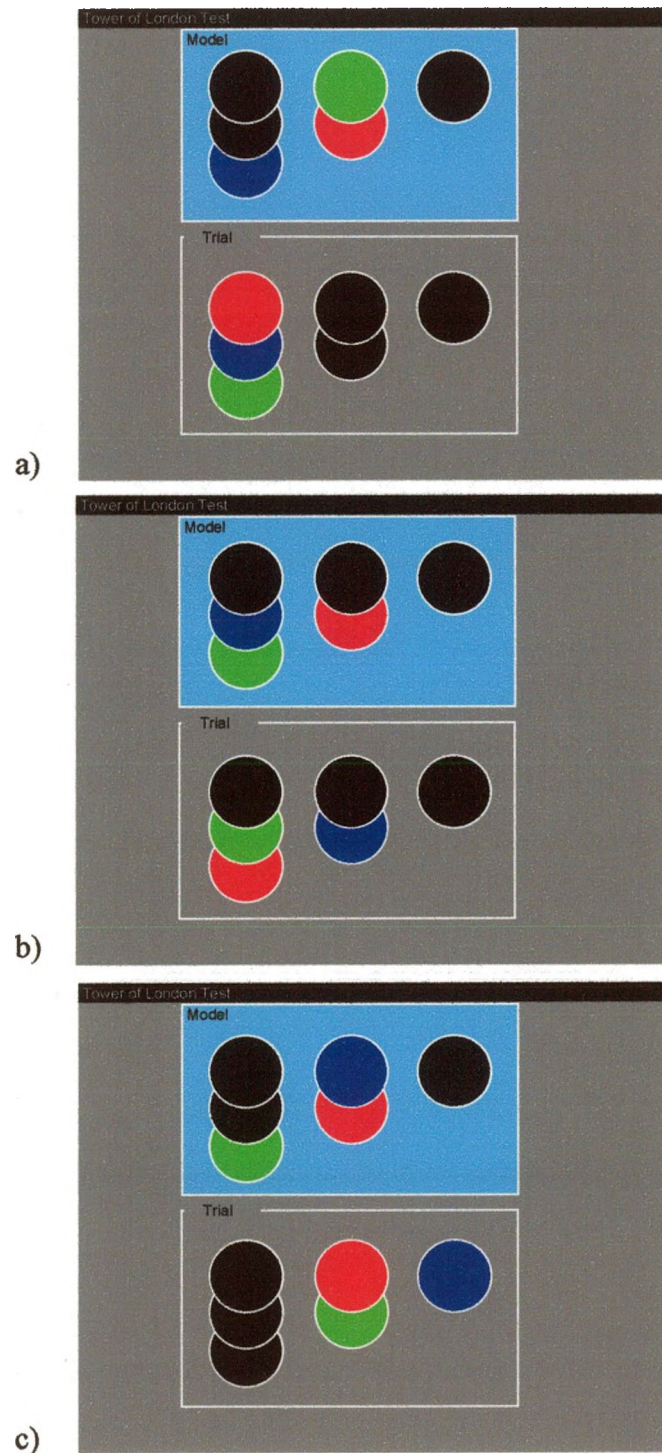 Tower of London Test
Model
Trial
a)
Tower of London Test
Model
Trial
b)
Tower of London Test
Model
Trial
c)